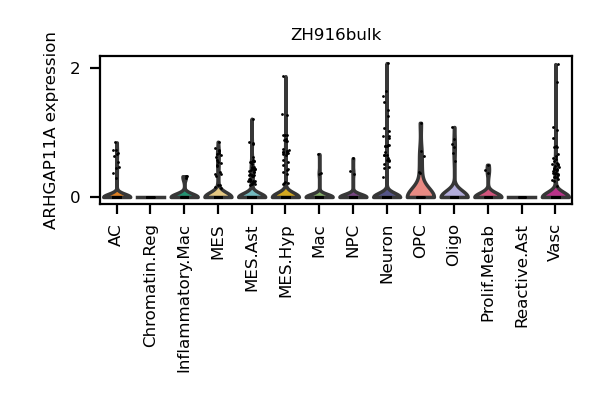 ZH916bulk
ARHGAP11A expression
2
0
AC
Chromatin.Reg
Inflammatory.Mac
MES
MES.Ast
MES.Hyp
Mac
NPC
Neuron
OPC
Oligo
Prolif.Metab
Reactive.Ast
Vasc